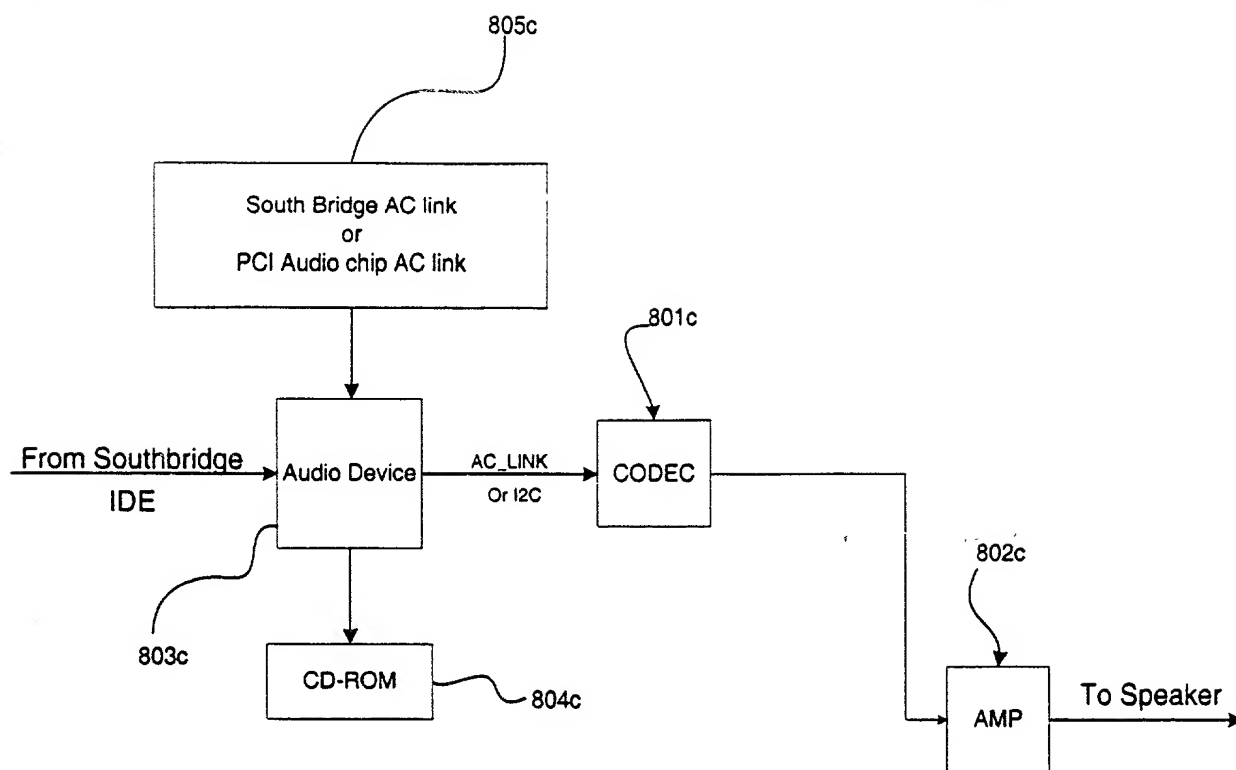 805c
South Bridge AC link
or
PCI Audio chip AC link
801c
From Southbridge
IDE
Audio Device
AC_LINK
Or I2C
CODEC
802c
803c
CD-ROM
804c
AMP
To Speaker